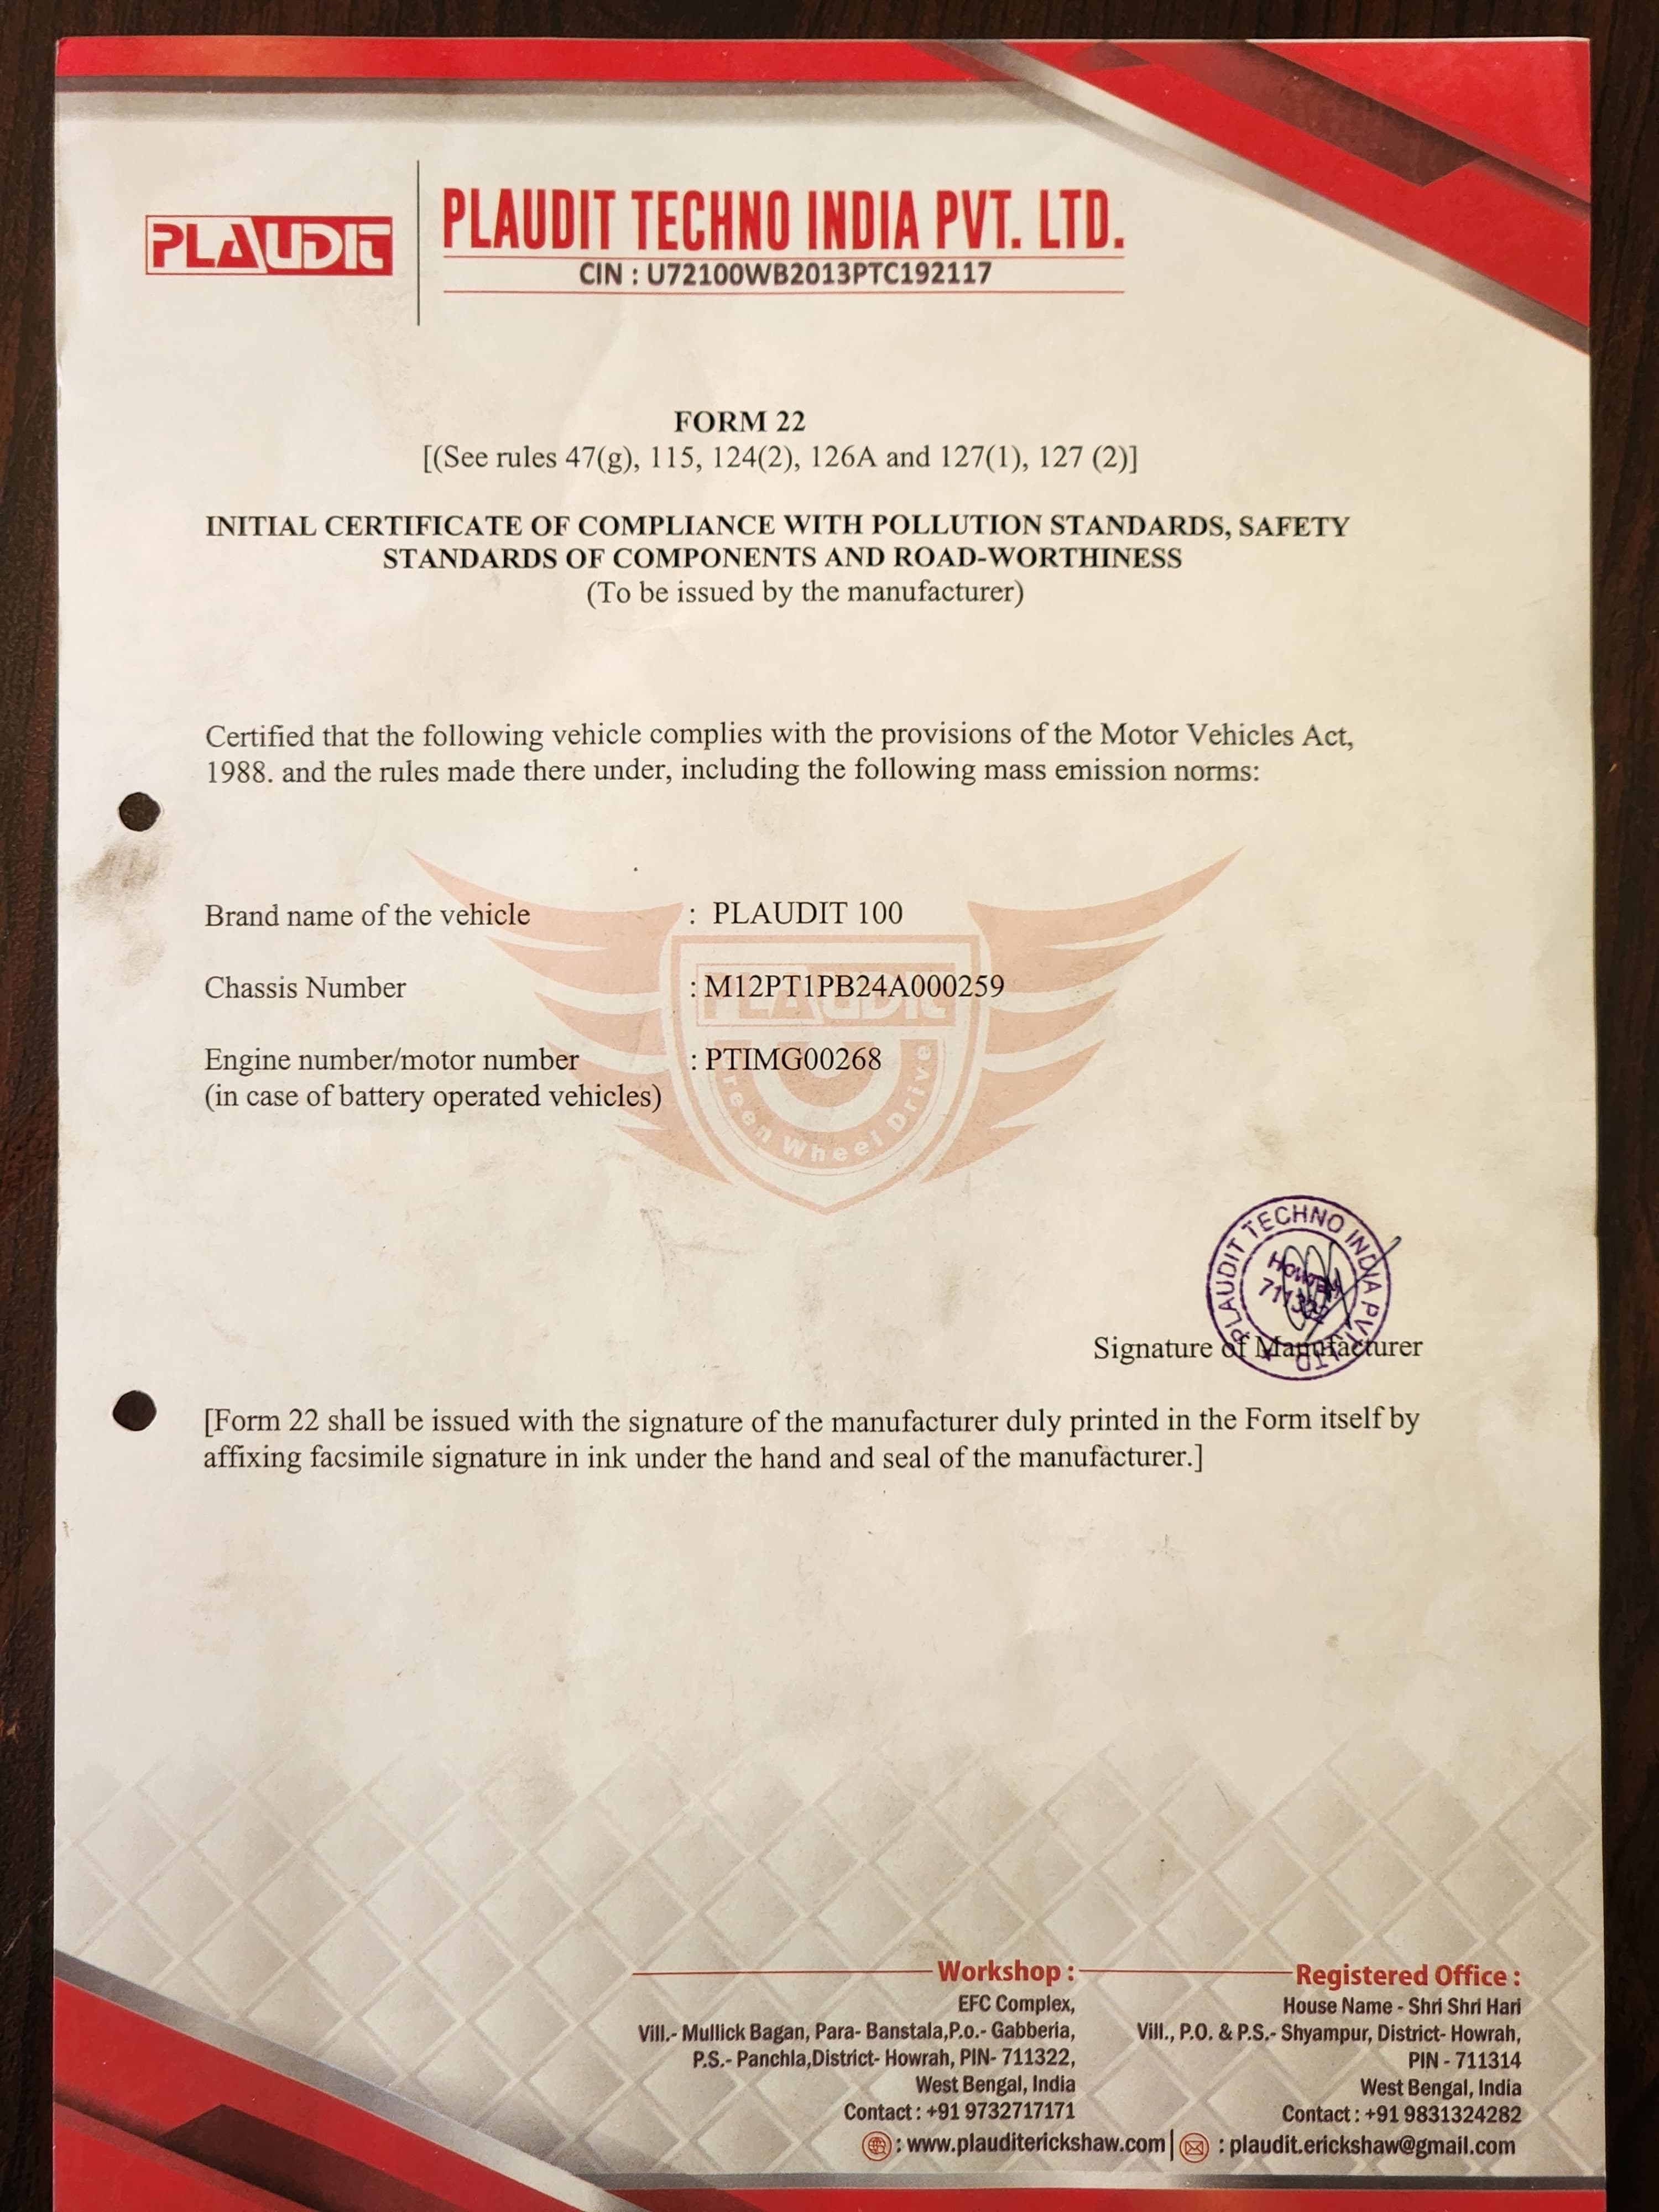 PLAUDIT
PLAUDIT TECHNO INDIA PVT. LTD.
CIN : U72100WB2013PTC192117
FORM 22
[(See rules 47(g), 115, 124(2), 126A and 127(1), 127 (2)]
INITIAL CERTIFICATE OF COMPLIANCE WITH POLLUTION STANDARDS, SAFETY
STANDARDS OF COMPONENTS AND ROAD-WORTHINESS
(To be issued by the manufacturer)
Certified that the following vehicle complies with the provisions of the Motor Vehicles Act,
1988. and the rules made there under, including the following mass emission norms:
Brand name of the vehicle : PLAUDIT 100
Chassis Number : M12PT1PB24A000259
Engine number/motor number : PTIMG00268
(in case of battery operated vehicles)
PLAUDIT
Wheel Drive
PLAUDIT TECHNO INDIA PVT. LTD.
Howrah
711322
Signature of Manufacturer
[Form 22 shall be issued with the signature of the manufacturer duly printed in the Form itself by
affixing facsimile signature in ink under the hand and seal of the manufacturer.]
Workshop :
EFC Complex,
Vill.- Mullick Bagan, Para- Banstala,P.o.- Gabberia,
P.S.- Panchla,District- Howrah, PIN- 711322,
West Bengal, India
Contact : +91 9732717171
: www.plauditerickshaw.com
Registered Office :
House Name - Shri Shri Hari
Vill., P.O. & P.S.- Shyampur, District- Howrah,
PIN - 711314
West Bengal, India
Contact : +91 9831324282
: plaudit.erickshaw@gmail.com